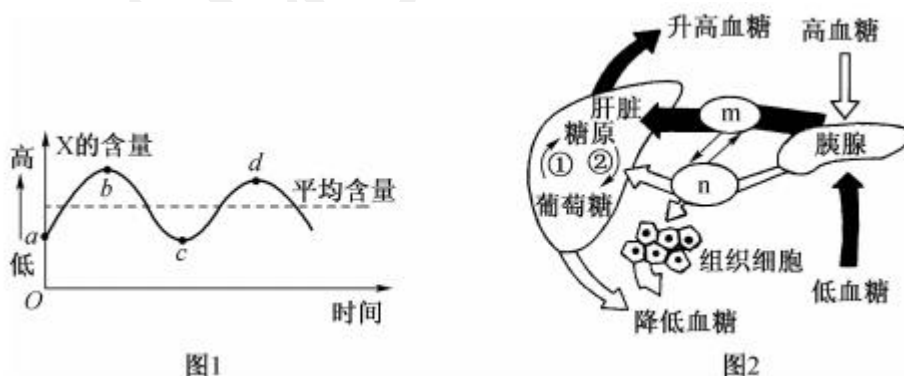 X的含量
高
低
a
b
c
d
平均含量
O
时间
图1
升高血糖
高血糖
肝脏
糖原
①
②
葡萄糖
m
n
胰腺
组织细胞
降低血糖
低血糖
图2